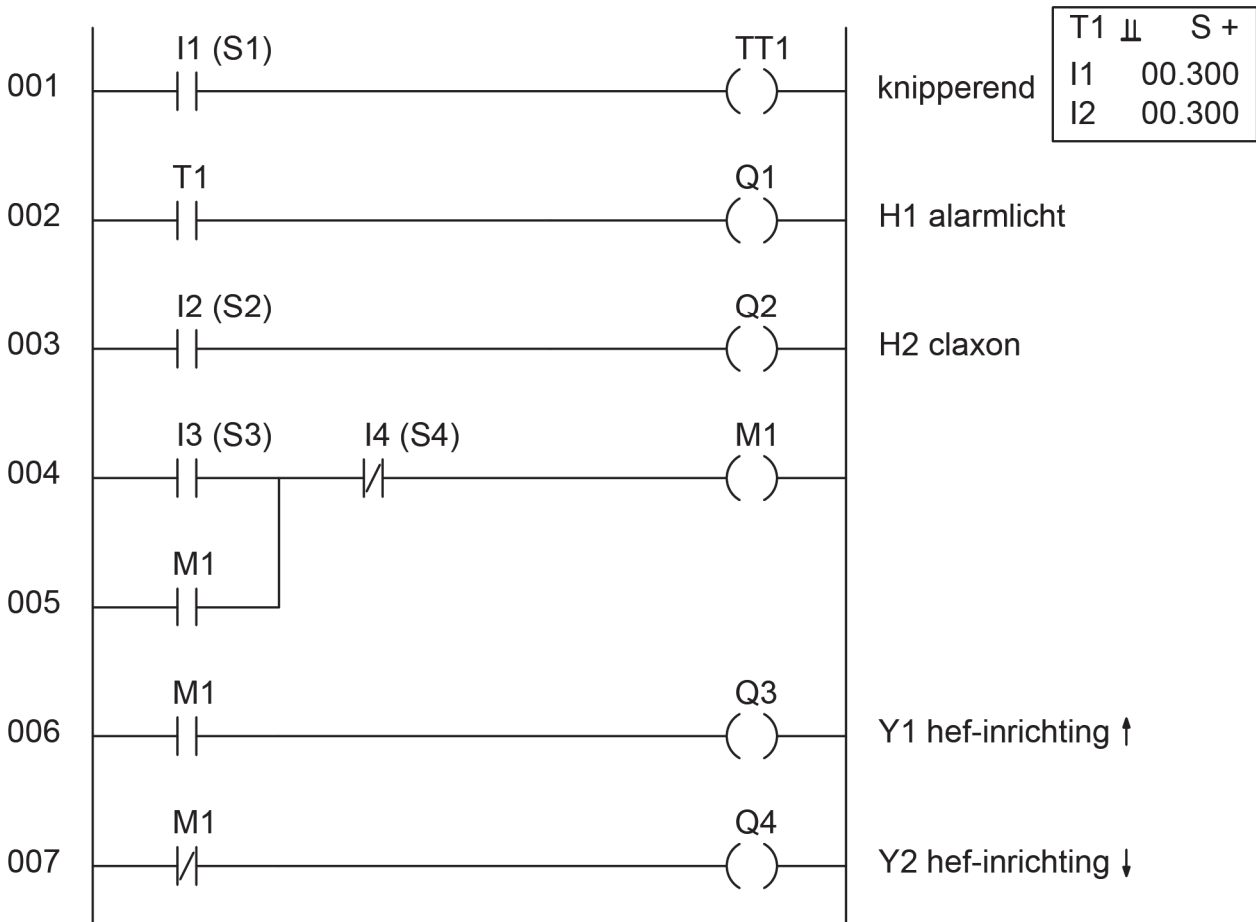 I1 (S1) TT1
001 knipperend
T1 ⫫ S +
I1 00.300
I2 00.300
T1 Q1
002 H1 alarmlicht
I2 (S2) Q2
003 H2 claxon
I3 (S3) I4 (S4) M1
004
M1
005
M1 Q3
006 Y1 hef-inrichting ↑
M1 Q4
007 Y2 hef-inrichting ↓